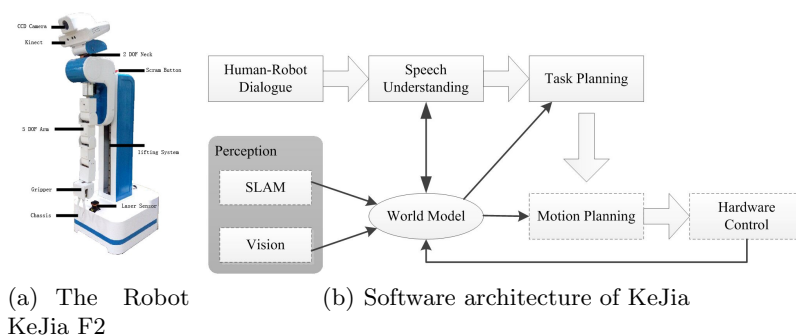 CCD Camera
Kinect
2 DOF Neck
Scram Button
5 DOF Arm
lifting System
Gripper
Laser Sensor
Chassis
Human-Robot
Dialogue
Speech
Understanding
Task Planning
Perception
SLAM
Vision
World Model
Motion Planning
Hardware
Control
(a) The Robot
KeJia F2
(b) Software architecture of KeJia